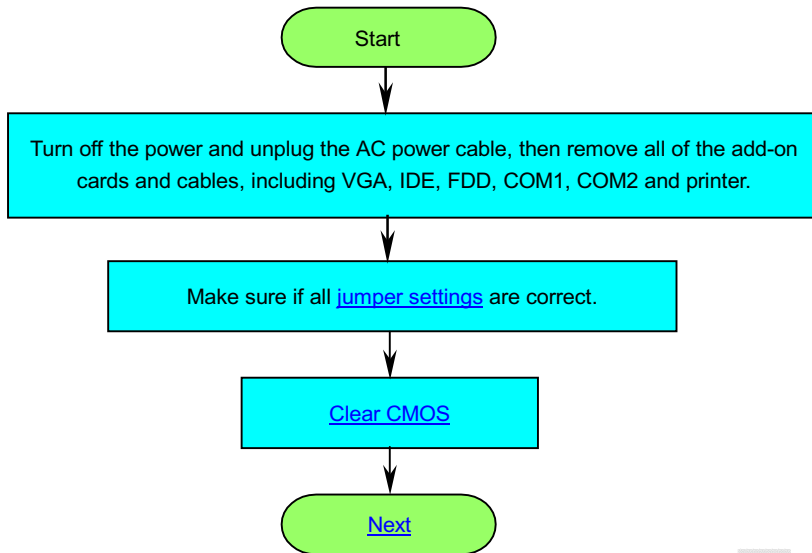 Start
Turn off the power and unplug the AC power cable, then remove all of the add-on
cards and cables, including VGA, IDE, FDD, COM1, COM2 and printer.
Make sure if all jumper settings are correct.
Clear CMOS
Next